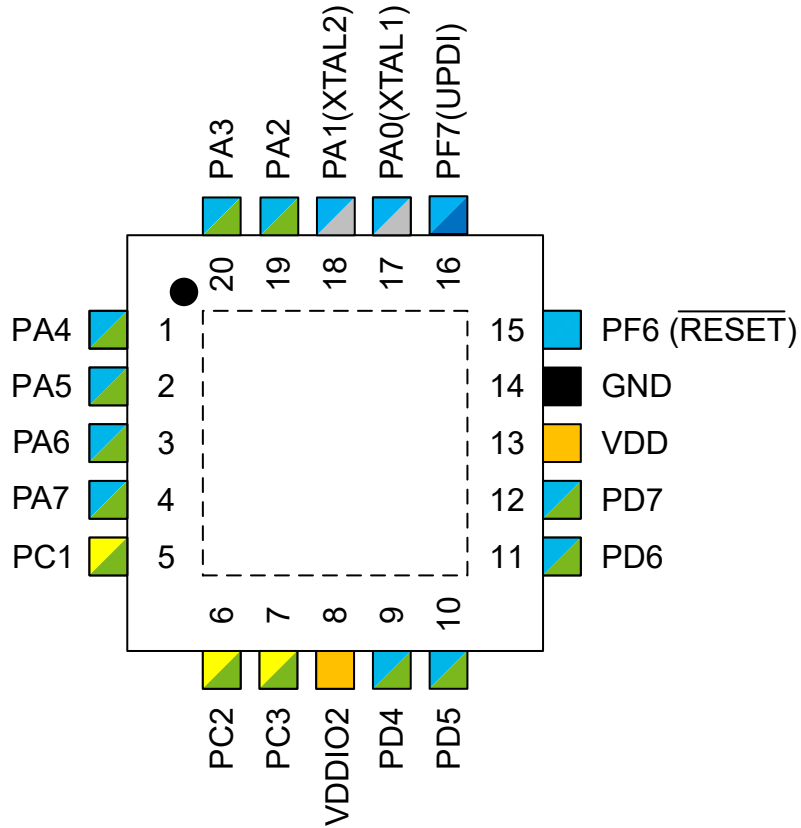 PA3
PA2
PA1(XTAL2)
PA0(XTAL1)
PF7(UPDI)
20
19
18
17
16
PA4
1
15
PF6 (RESET)
PA5
2
14
GND
PA6
3
13
VDD
PA7
4
12
PD7
PC1
5
11
PD6
6
7
8
9
10
PC2
PC3
VDDIO2
PD4
PD5